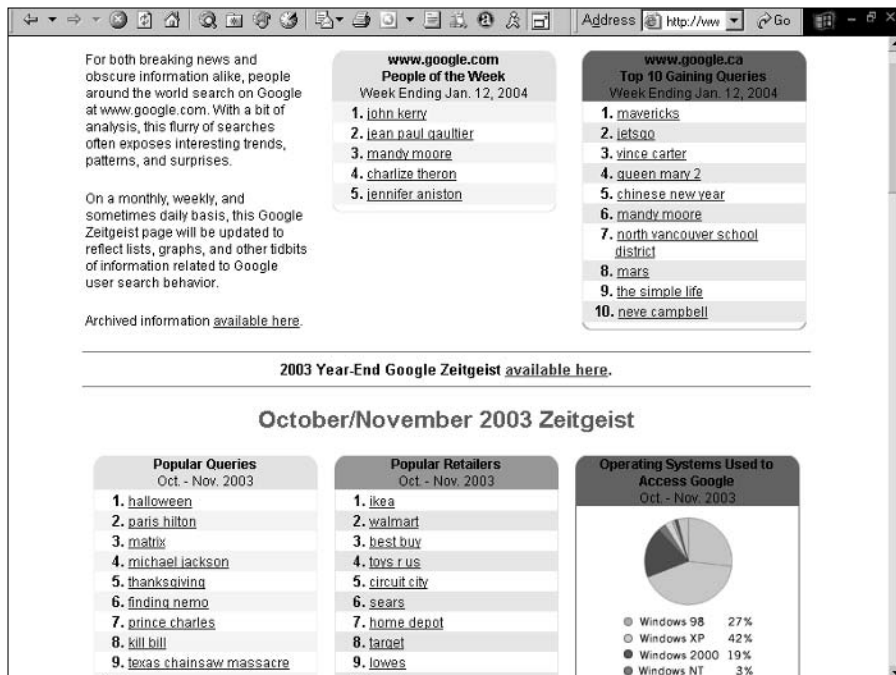 Address http://ww Go
For both breaking news and
obscure information alike, people
around the world search on Google
at www.google.com. With a bit of
analysis, this flurry of searches
often exposes interesting trends,
patterns, and surprises.
On a monthly, weekly, and
sometimes daily basis, this Google
Zeitgeist page will be updated to
reflect lists, graphs, and other tidbits
of information related to Google
user search behavior.
Archived information available here.
www.google.com
People of the Week
Week Ending Jan. 12, 2004
1. john kerry
2. jean paul gaultier
3. mandy moore
4. charlize theron
5. jennifer aniston
www.google.ca
Top 10 Gaining Queries
Week Ending Jan. 12, 2004
1. mavericks
2. jetsgo
3. vince carter
4. queen mary 2
5. chinese new year
6. mandy moore
7. north vancouver school
district
8. mars
9. the simple life
10. neve campbell
2003 Year-End Google Zeitgeist available here.
October/November 2003 Zeitgeist
Popular Queries
Oct. - Nov. 2003
1. halloween
2. paris hilton
3. matrix
4. michael jackson
5. thanksgiving
6. finding nemo
7. prince charles
8. kill bill
9. texas chainsaw massacre
Popular Retailers
Oct. - Nov. 2003
1. ikea
2. walmart
3. best buy
4. toys r us
5. circuit city
6. sears
7. home depot
8. target
9. lowes
Operating Systems Used to
Access Google
Oct. - Nov. 2003
Windows 98 27%
Windows XP 42%
Windows 2000 19%
Windows NT 3%